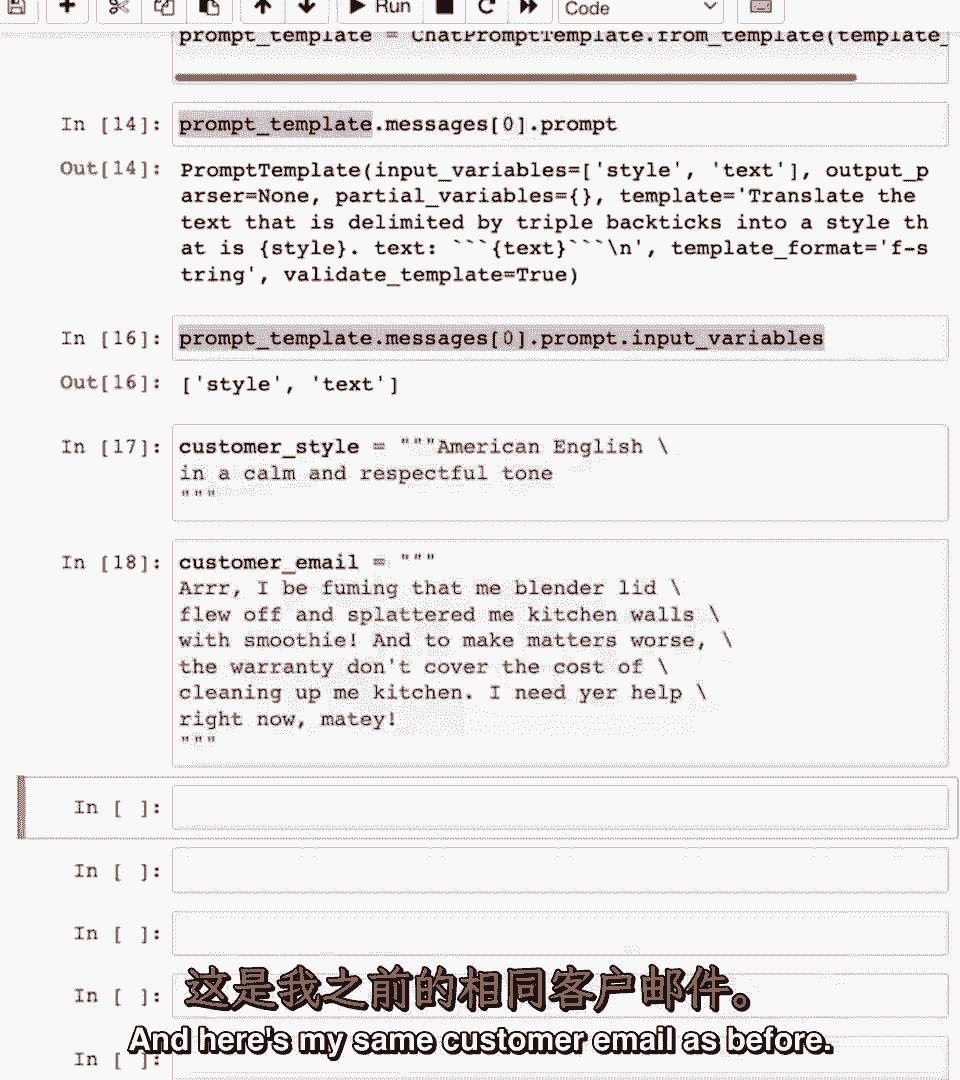 Run
Code
prompt_template = ChatPromptTemplate.from_template(template_
In [14]:
prompt_template.messages[0].prompt
Out[14]:
PromptTemplate(input_variables=['style', 'text'], output_p
arser=None, partial_variables={}, template='Translate the
text that is delimited by triple backticks into a style th
at is {style}. text: ```{text}```\n', template_format='f-s
tring', validate_template=True)
In [16]:
prompt_template.messages[0].prompt.input_variables
Out[16]:
['style', 'text']
In [17]:
customer_style = """American English \
in a calm and respectful tone
"""
In [18]:
customer_email = """
Arrr, I be fuming that me blender lid \
flew off and splattered me kitchen walls \
with smoothie! And to make matters worse, \
the warranty don't cover the cost of \
cleaning up me kitchen. I need yer help \
right now, matey!
"""
In [ ]:
In [ ]:
In [ ]:
In [ ]:
这是我之前的相同客户邮件。
In [ ]:
And here's my same customer email as before.